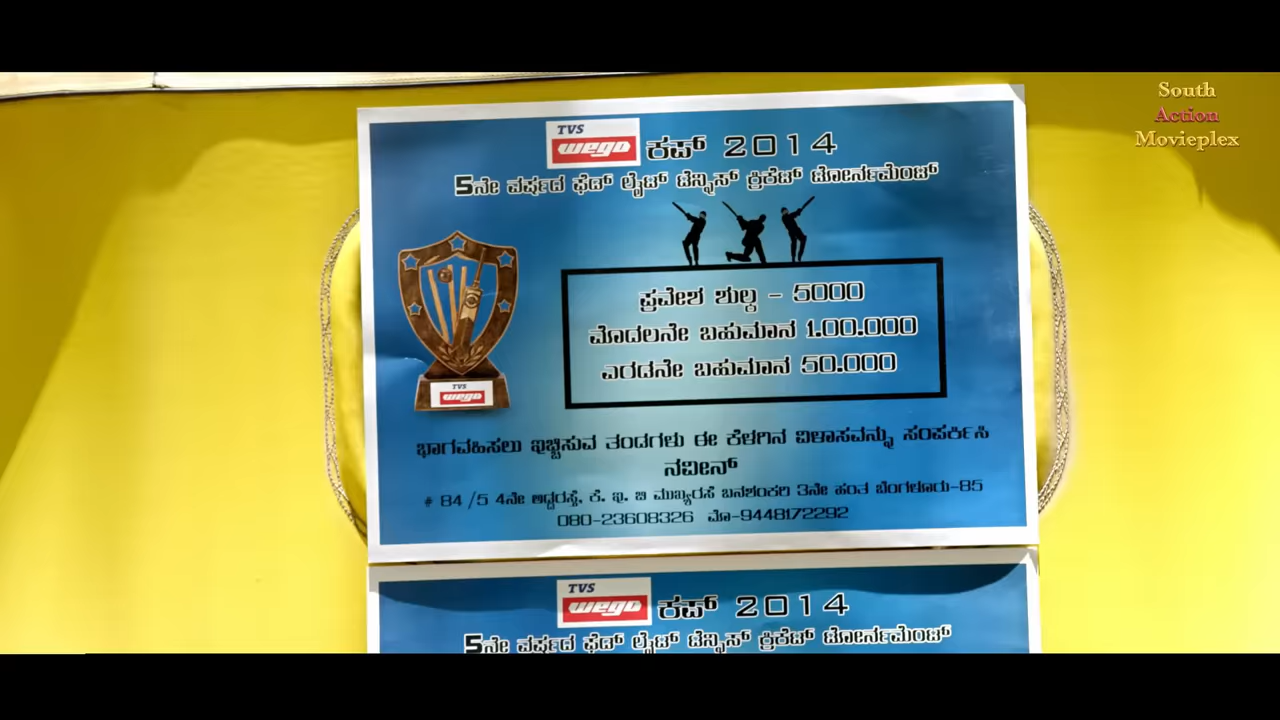 South
Action
Movieplex
TVS
wego ಕಪ್ 2014
5ನೇ ವರ್ಷದ ಫ್ಲೆಡ್ ಲೈಟ್ ಟೆನ್ನಿಸ್ ಕ್ರಿಕೆಟ್ ಟೋರ್ನಮೆಂಟ್
ಪ್ರವೇಶ ಶುಲ್ಕ - 5000
ಮೊದಲನೇ ಬಹುಮಾನ 1.00.000
ಎರಡನೇ ಬಹುಮಾನ 50.000
TVS
wego
ಭಾಗವಹಿಸಲು ಇಚ್ಚಿಸುವ ತಂಡಗಳು ಈ ಕೆಳಗಿನ ವಿಳಾಸವನ್ನು ಸಂಪರ್ಕಿಸಿ
ನವೀನ್
# 84 /5 4ನೇ ಅಡ್ಡರಸ್ತೆ, ಕೆ. ಇ. ಬಿ ಮುಖ್ಯರಸೆ ಬನಶಂಕರಿ 3ನೇ ಹಂತ ಬೆಂಗಳೂರು-85
080-23608326 ಮೊ-9448172292
TVS
wego ಕಪ್ 2014
5ನೇ ವರ್ಷದ ಫ್ಲೆಡ್ ಲೈಟ್ ಟೆನ್ನಿಸ್ ಕ್ರಿಕೆಟ್ ಟೋರ್ನಮೆಂಟ್